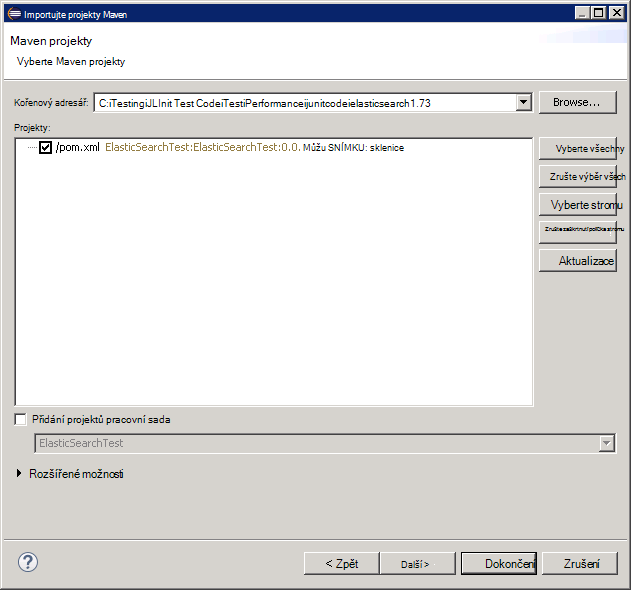 Importujte projekty Maven
Maven projekty
Vyberte Maven projekty
Kořenový adresář: C:iTestingiJLInit Test CodeiTestiPerformanceijunitcodeielasticsearch1.73 Browse...
Projekty:
/pom.xml ElasticSearchTest:ElasticSearchTest:0.0. Můžu SNÍMKU: sklenice
Vyberte všechny
Zrušte výběr všech
Vyberte stromu
Zrušte zaškrtnutí políčka stromu
Aktualizace
Přidání projektů pracovní sada
ElasticSearchTest
Rozšířené možnosti
?
< Zpět Další > Dokončení Zrušení